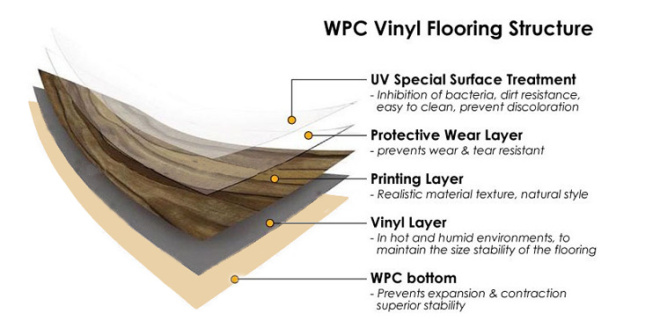 WPC Vinyl Flooring Structure
UV Special Surface Treatment
- Inhibition of bacteria, dirt resistance,
easy to clean, prevent discoloration
Protective Wear Layer
- prevents wear & tear resistant
Printing Layer
- Realistic material texture, natural style
Vinyl Layer
- In hot and humid environments, to
maintain the size stability of the flooring
WPC bottom
- Prevents expansion & contraction
superior stability